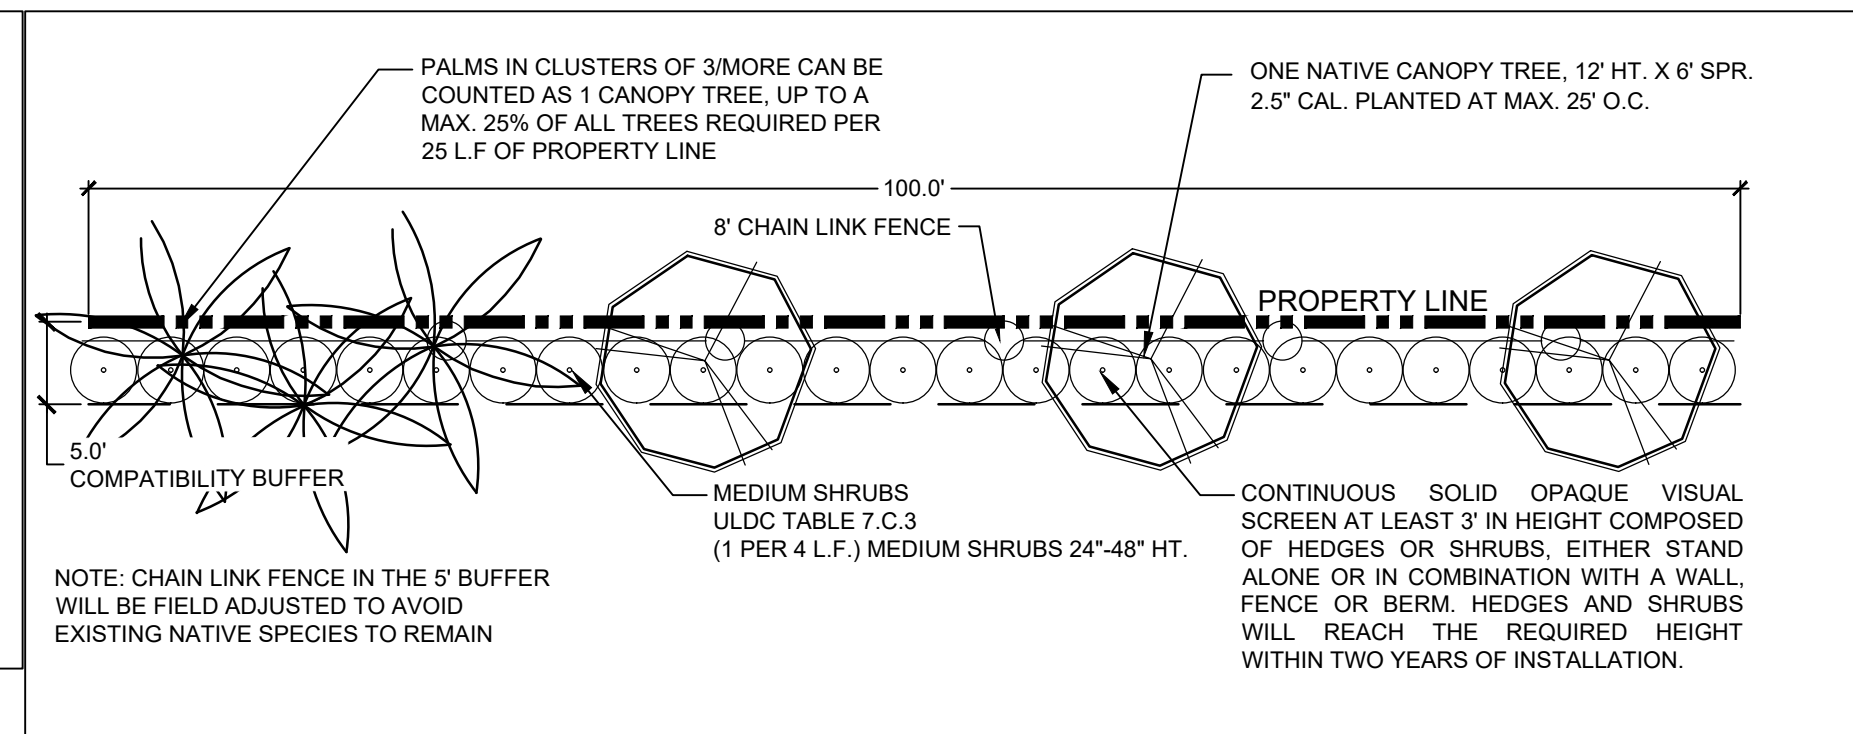 PALMS IN CLUSTERS OF 3/MORE CAN BE
COUNTED AS 1 CANOPY TREE, UP TO A
MAX. 25% OF ALL TREES REQUIRED PER
25 L.F OF PROPERTY LINE
ONE NATIVE CANOPY TREE, 12' HT. X 6' SPR.
2.5" CAL. PLANTED AT MAX. 25' O.C.
100.0'
8' CHAIN LINK FENCE
PROPERTY LINE
5.0'
COMPATIBILITY BUFFER
MEDIUM SHRUBS
ULDC TABLE 7.C.3
(1 PER 4 L.F.) MEDIUM SHRUBS 24"-48" HT.
CONTINUOUS SOLID OPAQUE VISUAL
SCREEN AT LEAST 3' IN HEIGHT COMPOSED
OF HEDGES OR SHRUBS, EITHER STAND
ALONE OR IN COMBINATION WITH A WALL,
FENCE OR BERM. HEDGES AND SHRUBS
WILL REACH THE REQUIRED HEIGHT
WITHIN TWO YEARS OF INSTALLATION.
NOTE: CHAIN LINK FENCE IN THE 5' BUFFER
WILL BE FIELD ADJUSTED TO AVOID
EXISTING NATIVE SPECIES TO REMAIN